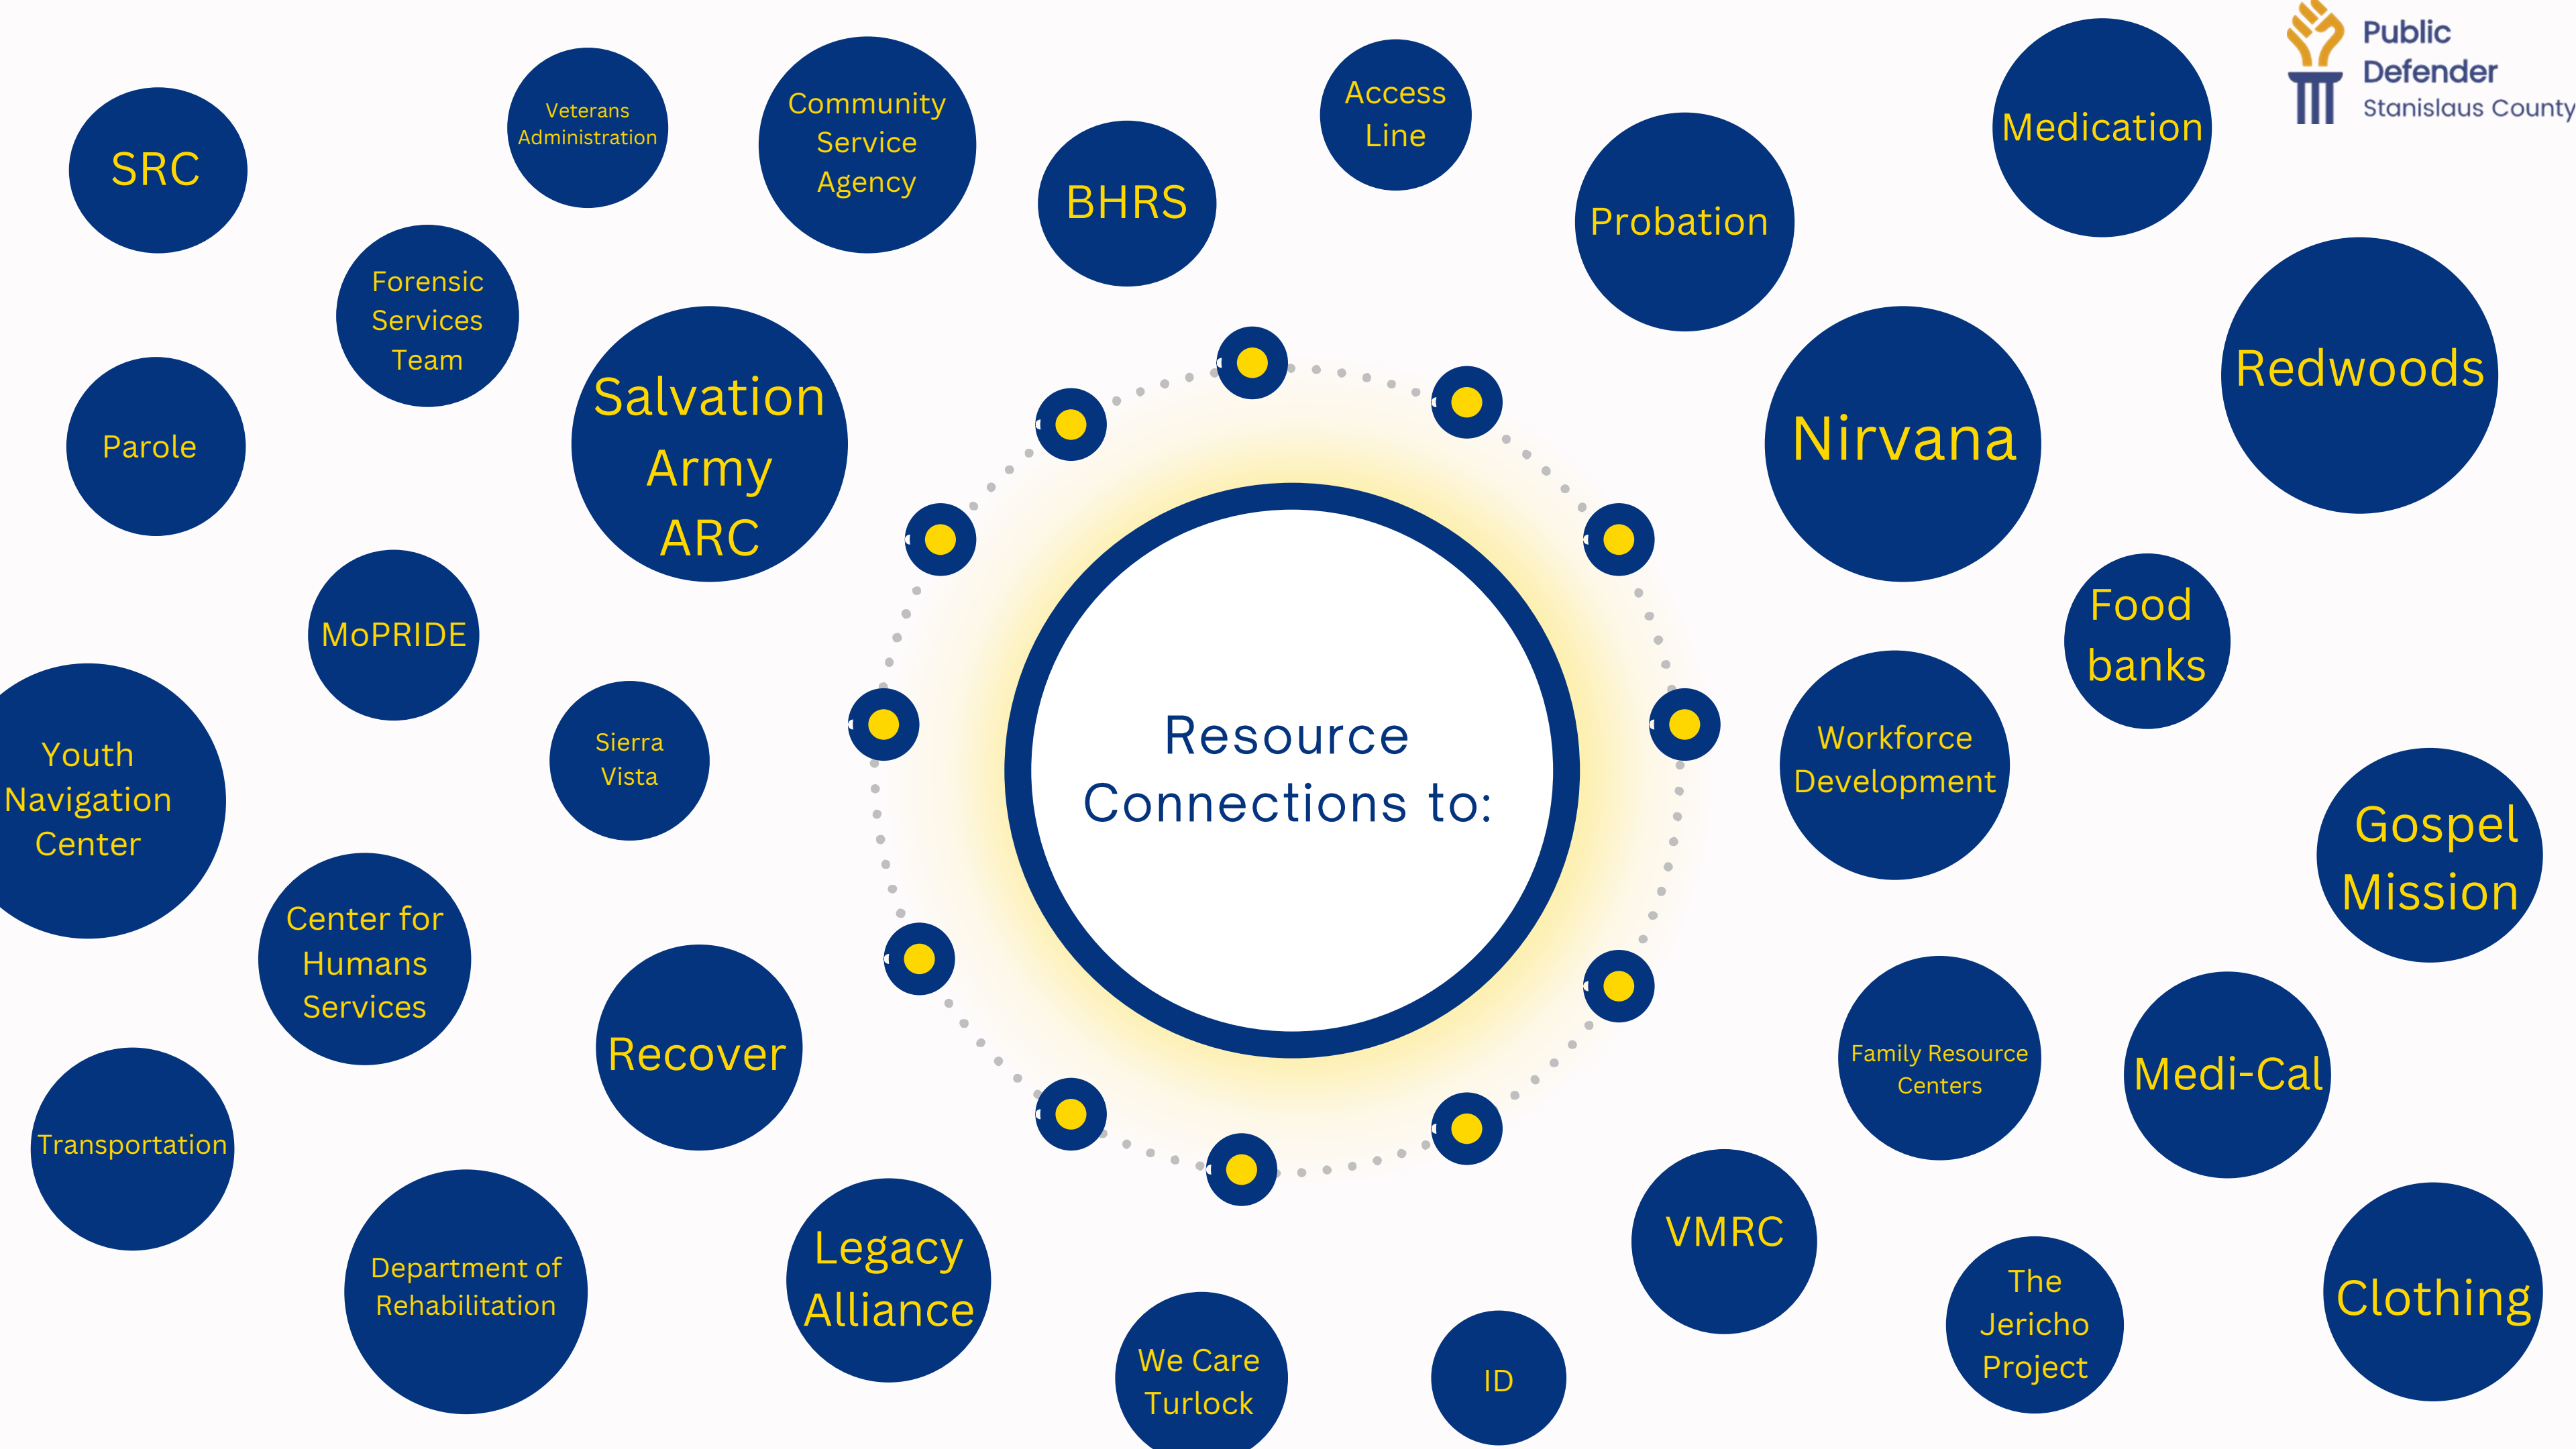 Public
Defender
Stanislaus County
SRC
Veterans
Administration
Community
Service
Agency
BHRS
Access
Line
Probation
Medication
Forensic
Services
Team
Redwoods
Parole
Salvation
Army
ARC
Nirvana
MoPRIDE
Food
banks
Youth
Navigation
Center
Sierra
Vista
Resource
Connections to:
Workforce
Development
Gospel
Mission
Center for
Humans
Services
Recover
Family Resource
Centers
Medi-Cal
Transportation
Department of
Rehabilitation
Legacy
Alliance
VMRC
The
Jericho
Project
Clothing
We Care
Turlock
ID